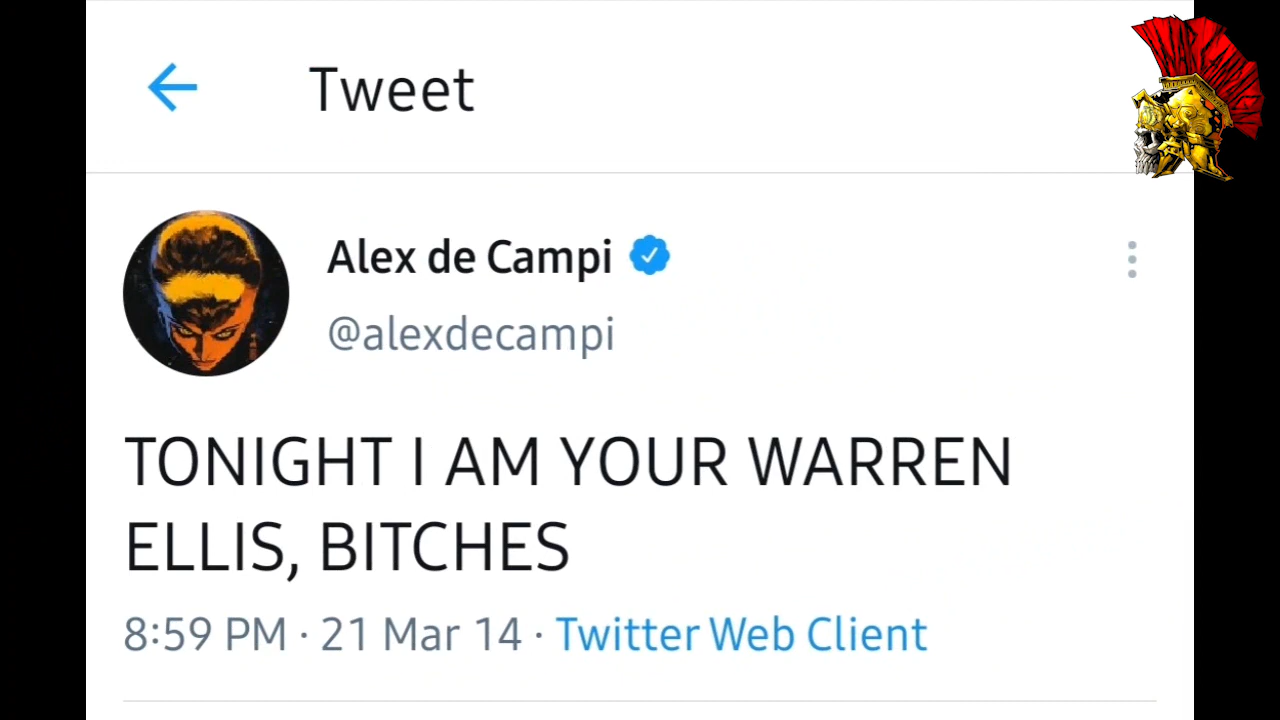 Tweet
Alex de Campi
@alexdecampi
TONIGHT I AM YOUR WARREN
ELLIS, BITCHES
8:59 PM · 21 Mar 14 · Twitter Web Client